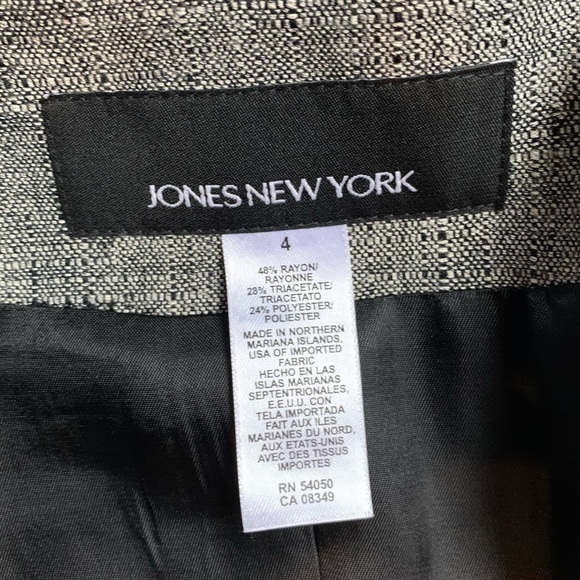 JONES NEW YORK
4
48% RAYON/
RAYONNE
28% TRIACETATE/
TRIACETATO
24% POLYESTER/
POLIESTER
MADE IN NORTHERN
MARIANA ISLANDS,
USA OF IMPORTED
FABRIC
HECHO EN LAS
ISLAS MARIANAS
SEPTENTRIONALES,
E.E.U.U. CON
TELA IMPORTADA
FAIT AUX ILES
MARIANES DU NORD,
AUX ETATS-UNIS
AVEC DES TISSUS
IMPORTES
RN 54050
CA 08349